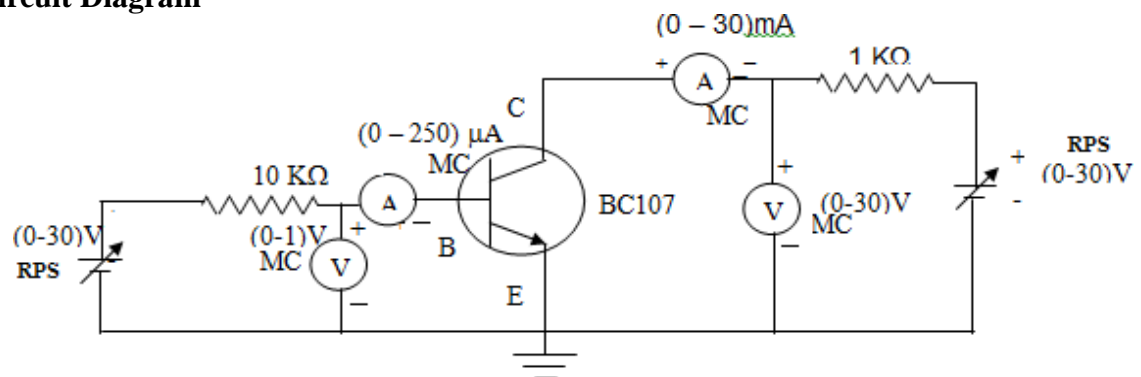 ircuit Diagram
(0 – 30)mA
+
–
1 KΩ
A
MC
C
(0 – 250) µA
MC
10 KΩ
A
–
BC107
+
RPS
(0-30)V
-
+
V
(0-30)V
MC
–
(0-30)V
RPS
(0-1)V
MC
+
V
–
B
E